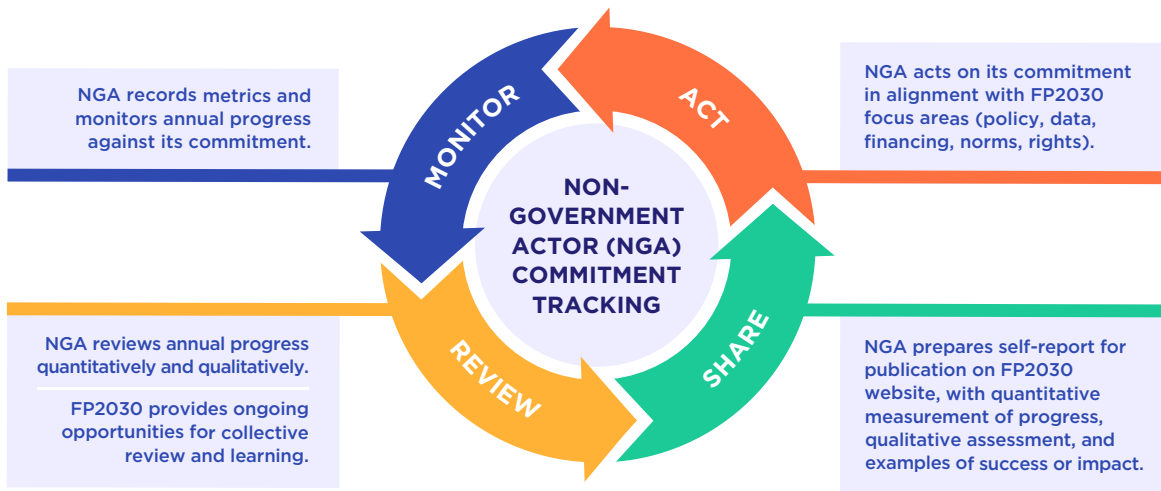 NGA records metrics and
monitors annual progress
against its commitment.
MONITOR
ACT
NGA acts on its commitment
in alignment with FP2030
focus areas (policy, data,
financing, norms, rights).
NON-
GOVERNMENT
ACTOR (NGA)
COMMITMENT
TRACKING
NGA reviews annual progress
quantitatively and qualitatively.
FP2030 provides ongoing
opportunities for collective
review and learning.
REVIEW
SHARE
NGA prepares self-report for
publication on FP2030
website, with quantitative
measurement of progress,
qualitative assessment, and
examples of success or impact.